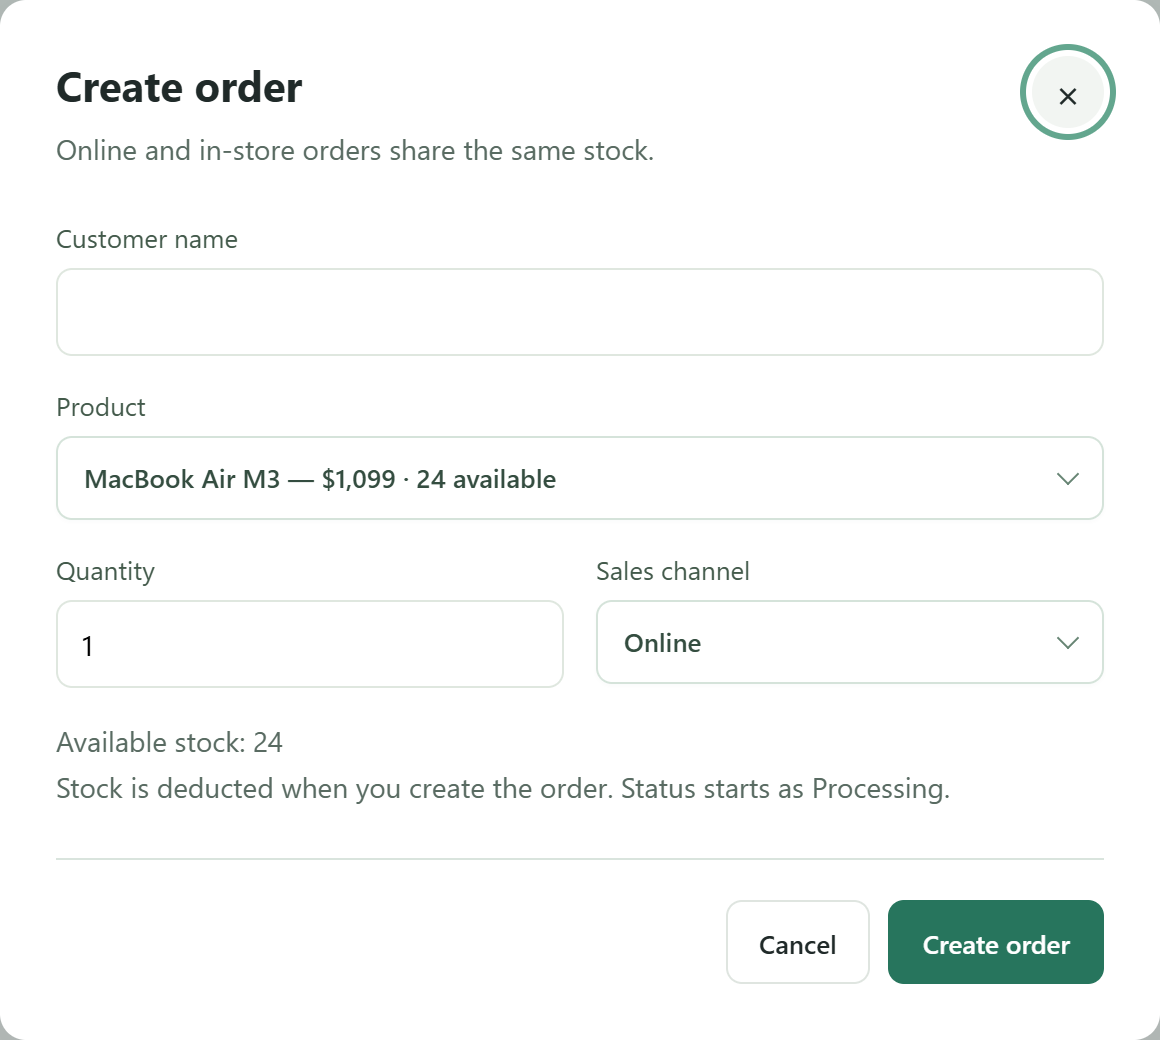 Create order
Online and in-store orders share the same stock.
Customer name
Product
MacBook Air M3 — $1,099 · 24 available
Quantity
Sales channel
1
Online
Available stock: 24
Stock is deducted when you create the order. Status starts as Processing.
Cancel
Create order